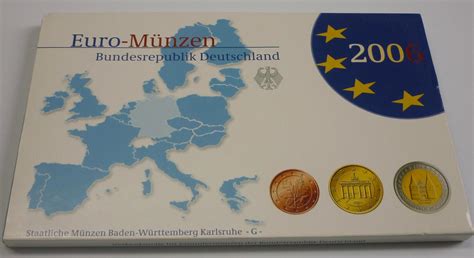 Euro-Münzen
Bundesrepublik Deutschland
2006
Staatliche Münzen Baden-Württemberg Karlsruhe - G -